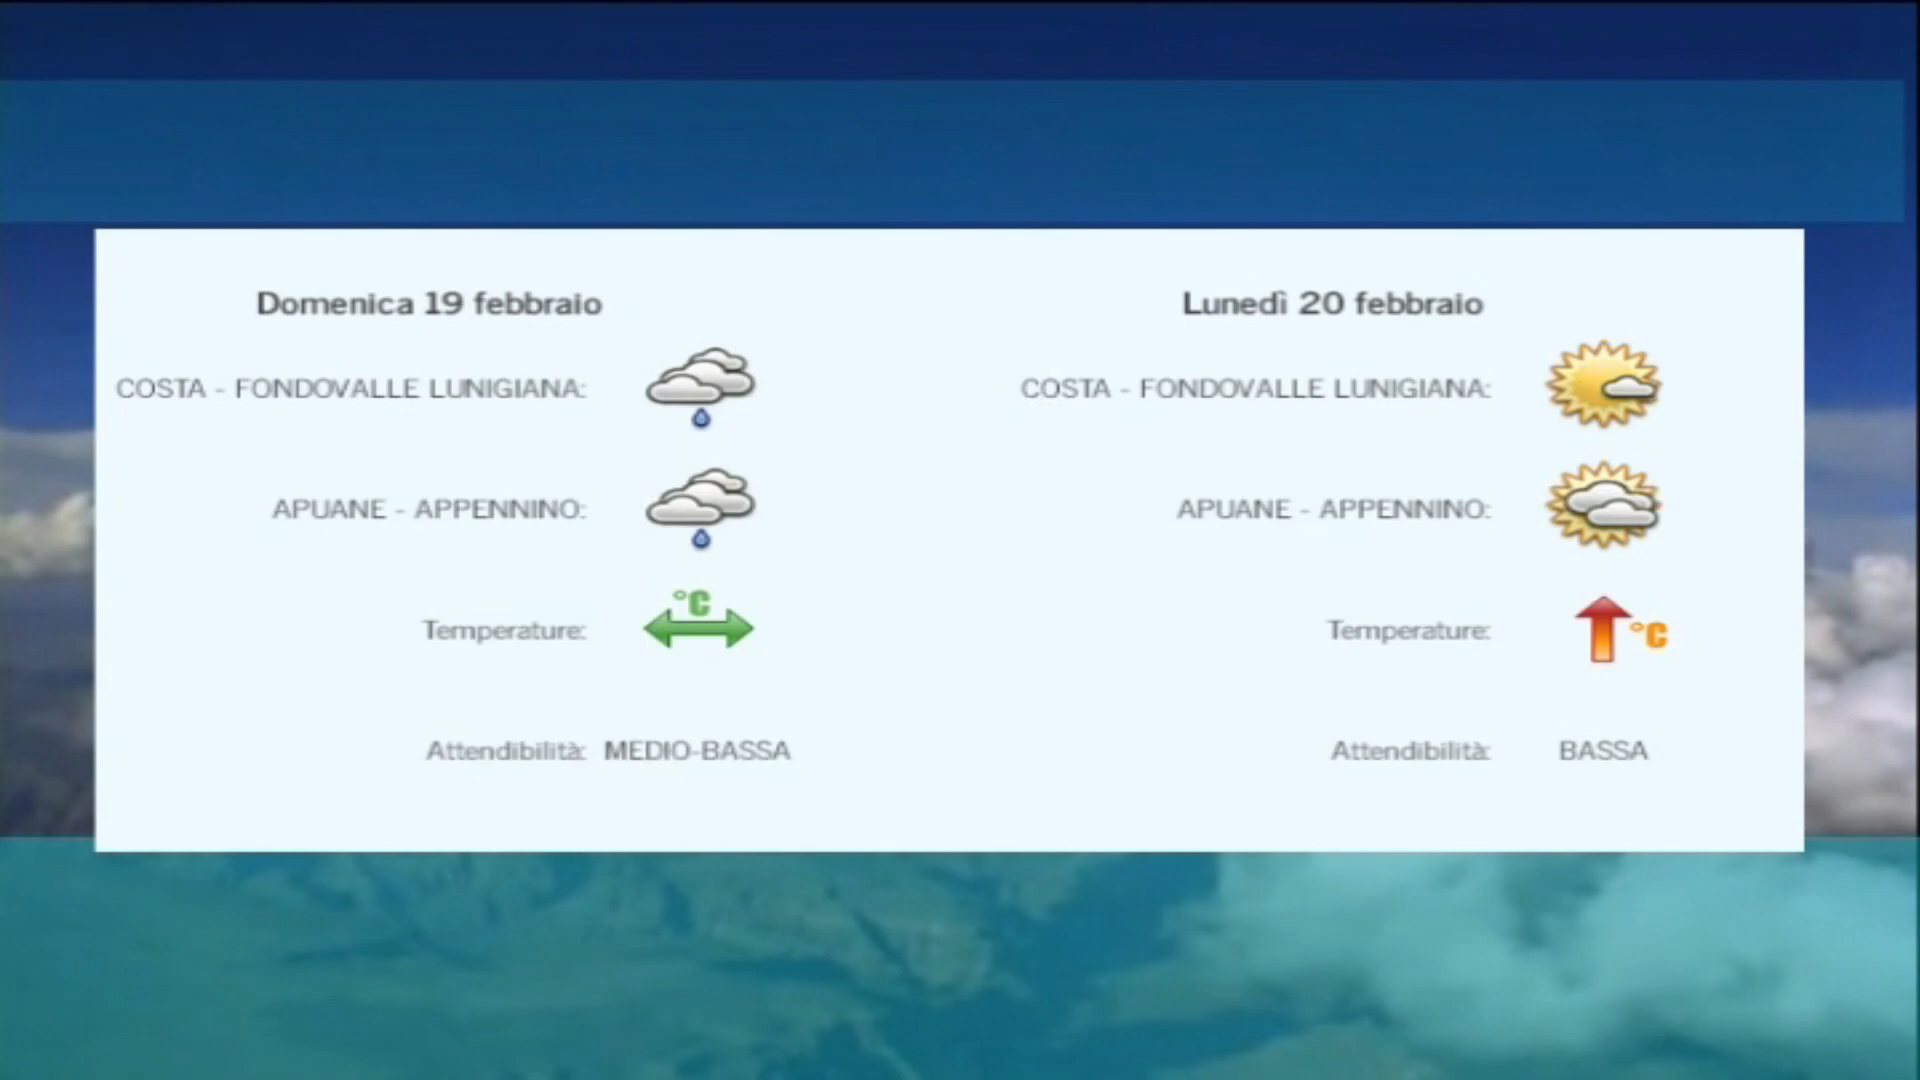 Domenica 19 febbraio
COSTA - FONDOVALLE LUNIGIANA:
APUANE - APPENNINO:
Temperature: °C
Attendibilità: MEDIO-BASSA
Lunedì 20 febbraio
COSTA - FONDOVALLE LUNIGIANA:
APUANE - APPENNINO:
Temperature: °C
Attendibilità: BASSA